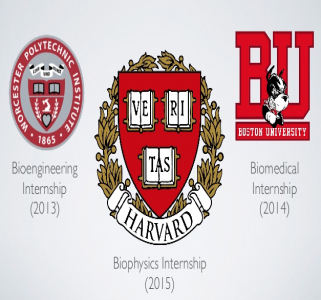 WORCESTER POLYTECHNIC INSTITUTE
1865
Bioengineering
Internship
(2013)
VE RI
TAS
HARVARD
Biophysics Internship
(2015)
BU
BOSTON UNIVERSITY
Biomedical
Internship
(2014)